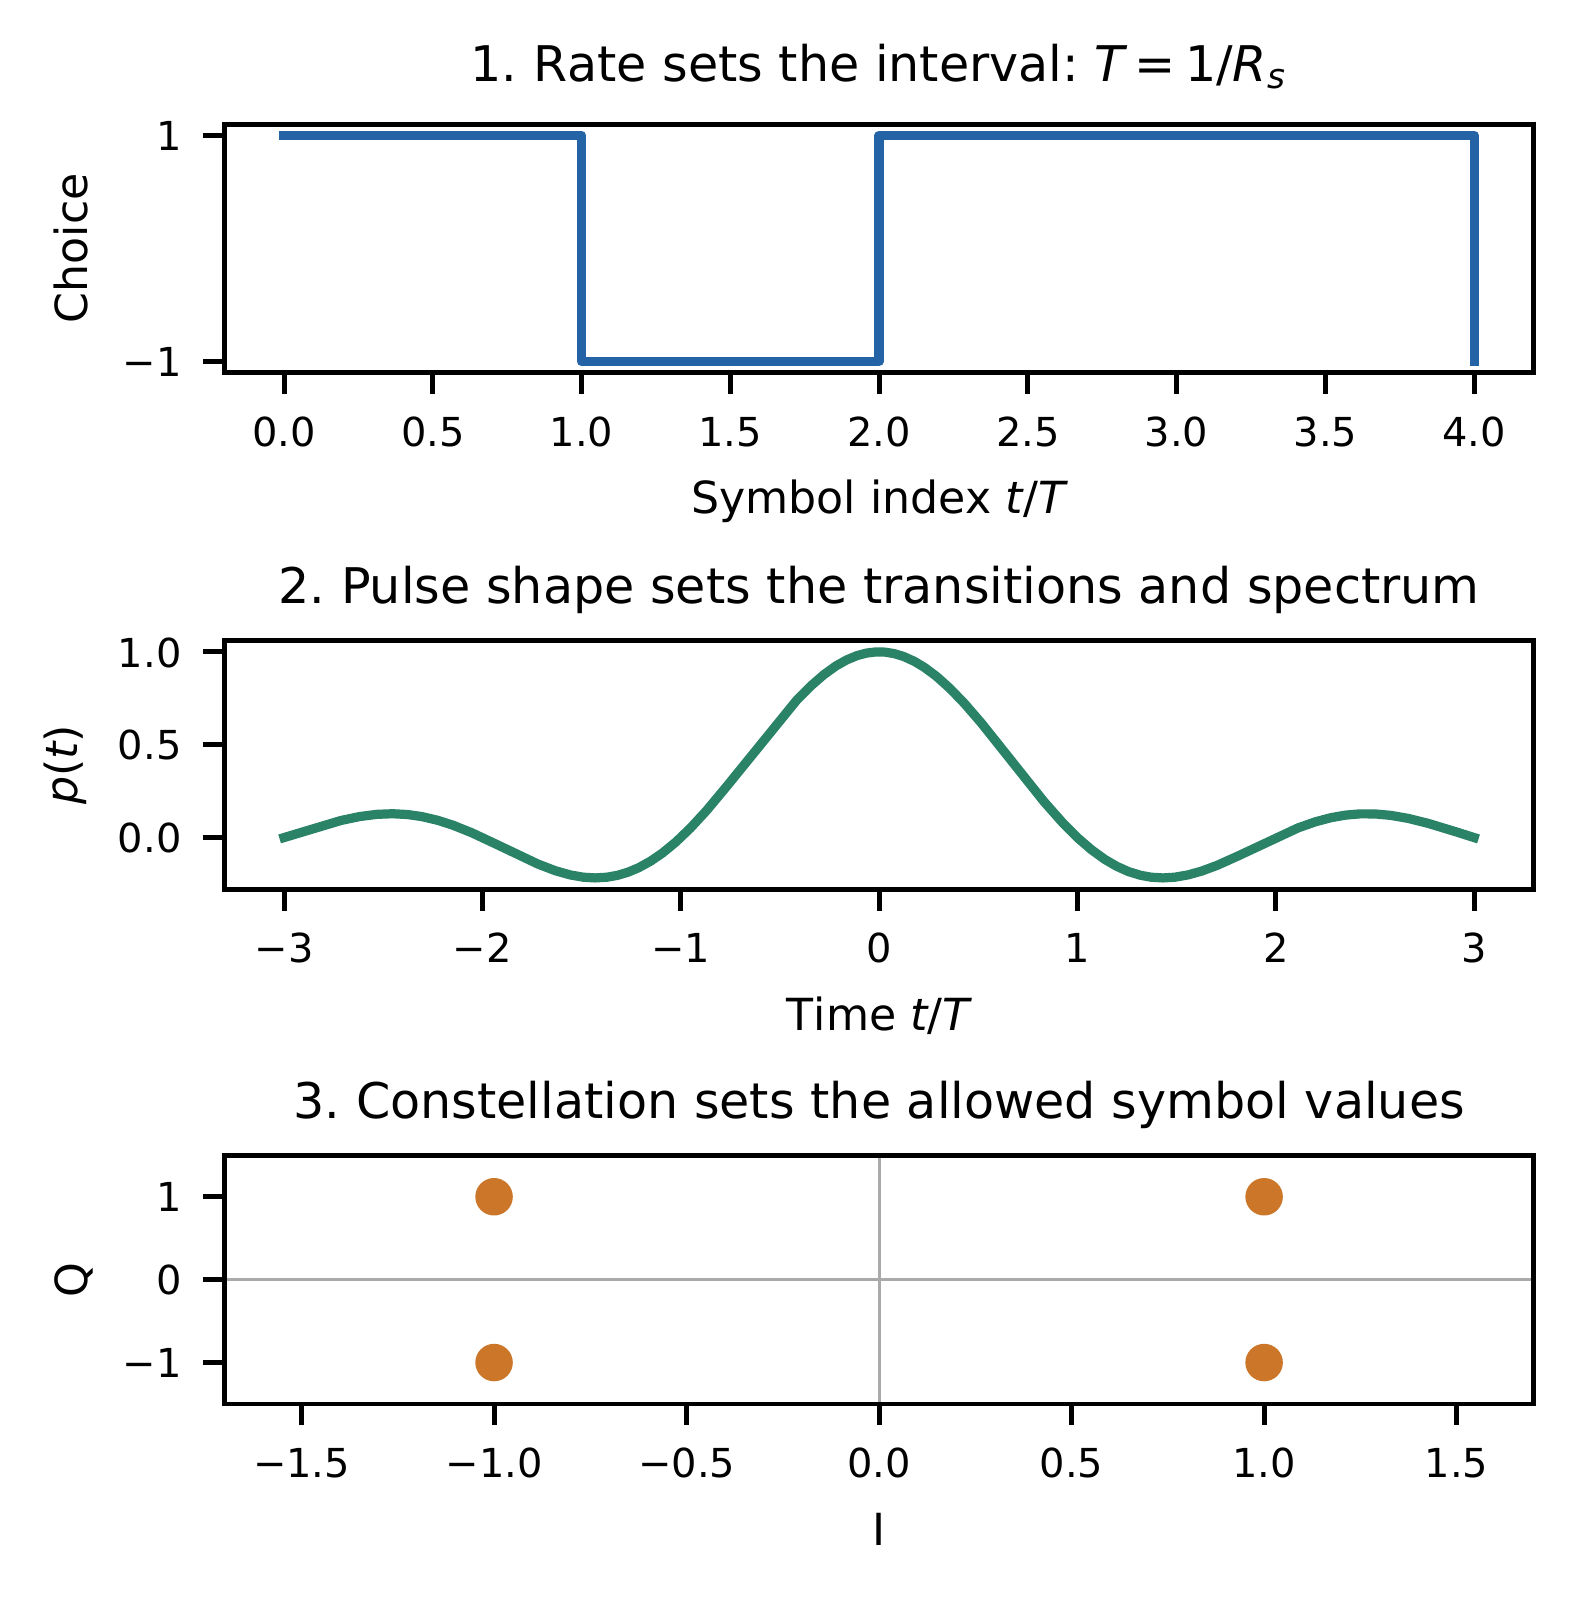 1. Rate sets the interval: T = 1/Rₛ
1
−1
Choice
0.0 0.5 1.0 1.5 2.0 2.5 3.0 3.5 4.0
Symbol index t/T
2. Pulse shape sets the transitions and spectrum
1.0
0.5
0.0
p(t)
−3 −2 −1 0 1 2 3
Time t/T
3. Constellation sets the allowed symbol values
1
0
−1
Q
−1.5 −1.0 −0.5 0.0 0.5 1.0 1.5
I